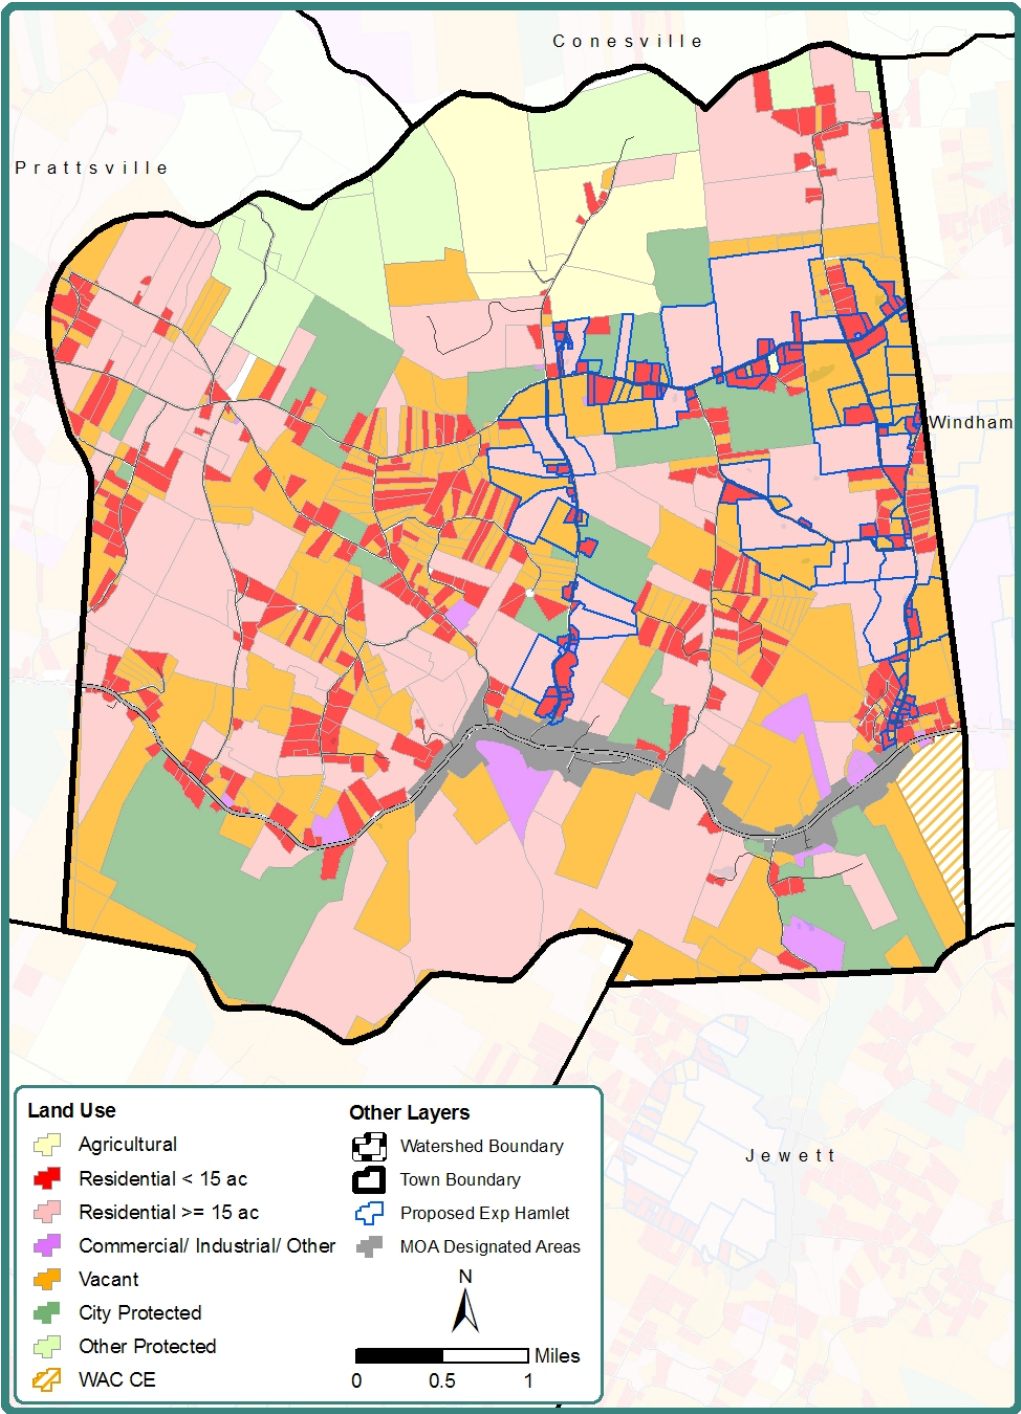 Conesville
Prattsville
Windham
Jewett
Land Use
Agricultural
Residential < 15 ac
Residential >= 15 ac
Commercial/ Industrial/ Other
Vacant
City Protected
Other Protected
WAC CE
Other Layers
Watershed Boundary
Town Boundary
Proposed Exp Hamlet
MOA Designated Areas
N
Miles
0 0.5 1